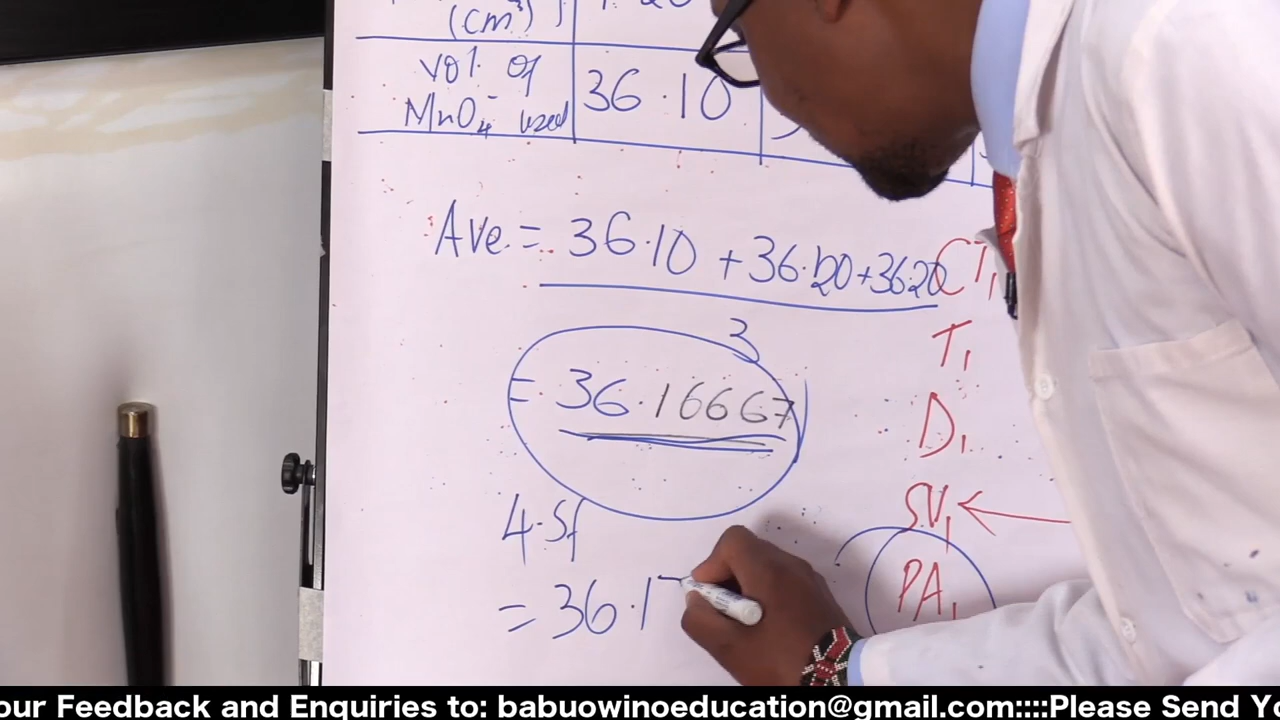 (cm³)
vol. of
MnO₄⁻ used 36.10
Ave. = 36.10 + 36.20 + 36.20
3
= 36.16667
4.Sf
= 36.17
CT₁
T₁
D₁
SV₁
PA₁
our Feedback and Enquiries to: babuowinoeducation@gmail.com::::Please Send Yo